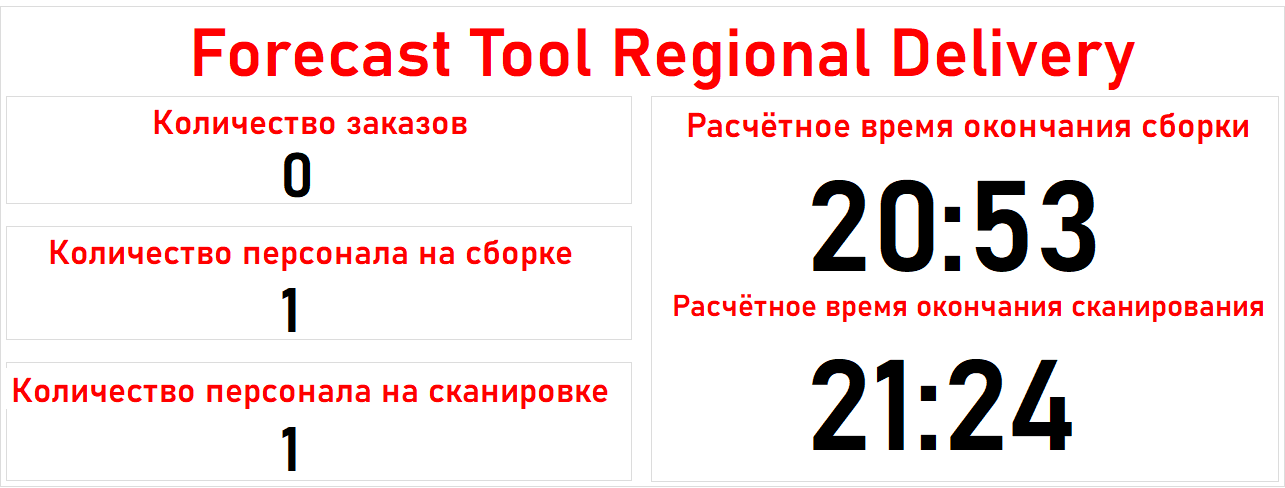 Forecast Tool Regional Delivery
Количество заказов
0
Количество персонала на сборке
1
Количество персонала на сканировке
1
Расчётное время окончания сборки
20:53
Расчётное время окончания сканирования
21:24